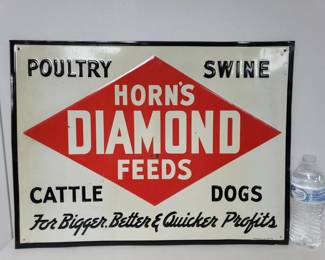 POULTRY SWINE
HORN'S
DIAMOND
FEEDS
CATTLE DOGS
For Bigger, Better & Quicker Profits